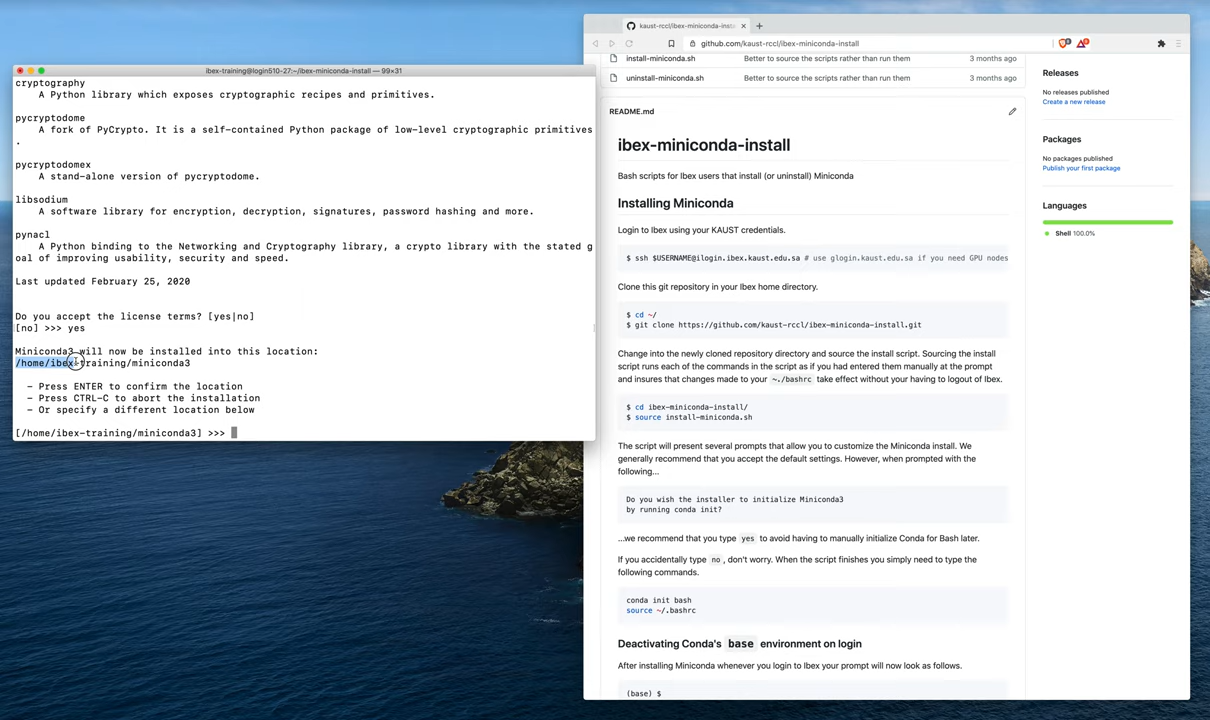 ibex-training@login510-27:~/ibex-miniconda-install — 99×31
cryptography
A Python library which exposes cryptographic recipes and primitives.
pycryptodome
A fork of PyCrypto. It is a self-contained Python package of low-level cryptographic primitives
.
pycryptodomex
A stand-alone version of pycryptodome.
libsodium
A software library for encryption, decryption, signatures, password hashing and more.
pynacl
A Python binding to the Networking and Cryptography library, a crypto library with the stated g
oal of improving usability, security and speed.
Last updated February 25, 2020
Do you accept the license terms? [yes|no]
[no] >>> yes
Miniconda3 will now be installed into this location:
/home/ibex-training/miniconda3
- Press ENTER to confirm the location
- Press CTRL-C to abort the installation
- Or specify a different location below
[/home/ibex-training/miniconda3] >>>
kaust-rccl/ibex-miniconda-inst
github.com/kaust-rccl/ibex-miniconda-install
install-miniconda.sh Better to source the scripts rather than run them 3 months ago
uninstall-miniconda.sh Better to source the scripts rather than run them 3 months ago
README.md
ibex-miniconda-install
Bash scripts for Ibex users that install (or uninstall) Miniconda
Installing Miniconda
Login to Ibex using your KAUST credentials.
$ ssh $USERNAME@ilogin.ibex.kaust.edu.sa # use glogin.kaust.edu.sa if you need GPU nodes
Clone this git repository in your Ibex home directory.
$ cd ~/
$ git clone https://github.com/kaust-rccl/ibex-miniconda-install.git
Change into the newly cloned repository directory and source the install script. Sourcing the install
script runs each of the commands in the script as if you had entered them manually at the prompt
and insures that changes made to your ~./bashrc take effect without your having to logout of Ibex.
$ cd ibex-miniconda-install/
$ source install-miniconda.sh
The script will present several prompts that allow you to customize the Miniconda install. We
generally recommend that you accept the default settings. However, when prompted with the
following...
Do you wish the installer to initialize Miniconda3
by running conda init?
...we recommend that you type yes to avoid having to manually initialize Conda for Bash later.
If you accidentally type no, don't worry. When the script finishes you simply need to type the
following commands.
conda init bash
source ~/.bashrc
Deactivating Conda's base environment on login
After installing Miniconda whenever you login to Ibex your prompt will now look as follows.
(base) $
Releases
No releases published
Create a new release
Packages
No packages published
Publish your first package
Languages
Shell 100.0%